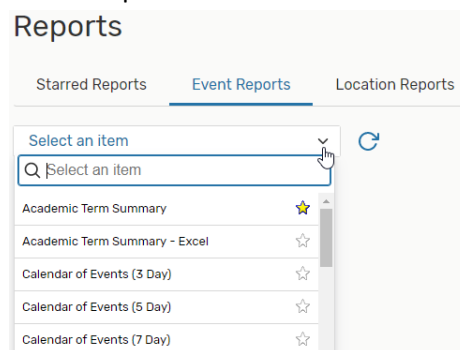 Reports
Starred Reports Event Reports Location Reports
Select an item
Select an item
Academic Term Summary
Academic Term Summary - Excel
Calendar of Events (3 Day)
Calendar of Events (5 Day)
Calendar of Events (7 Day)